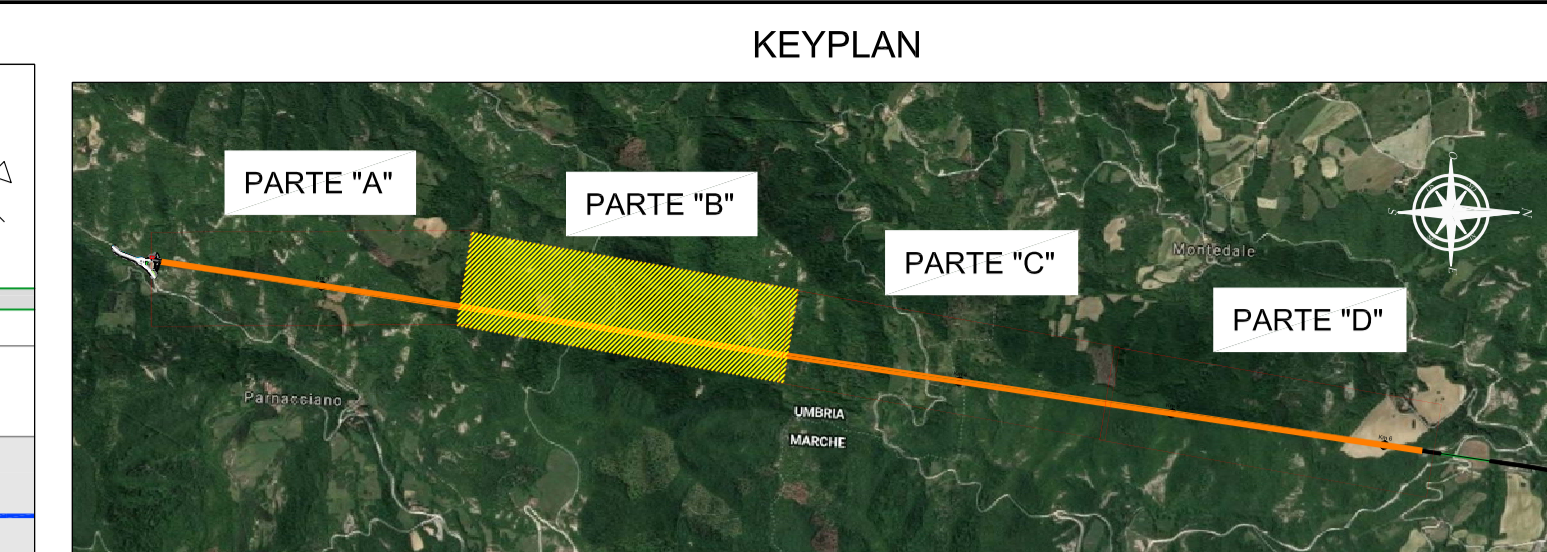 KEYPLAN
PARTE "A"
PARTE "B"
PARTE "C"
Montedale
PARTE "D"
Parnacciano
UMBRIA
MARCHE
O
S
N
E